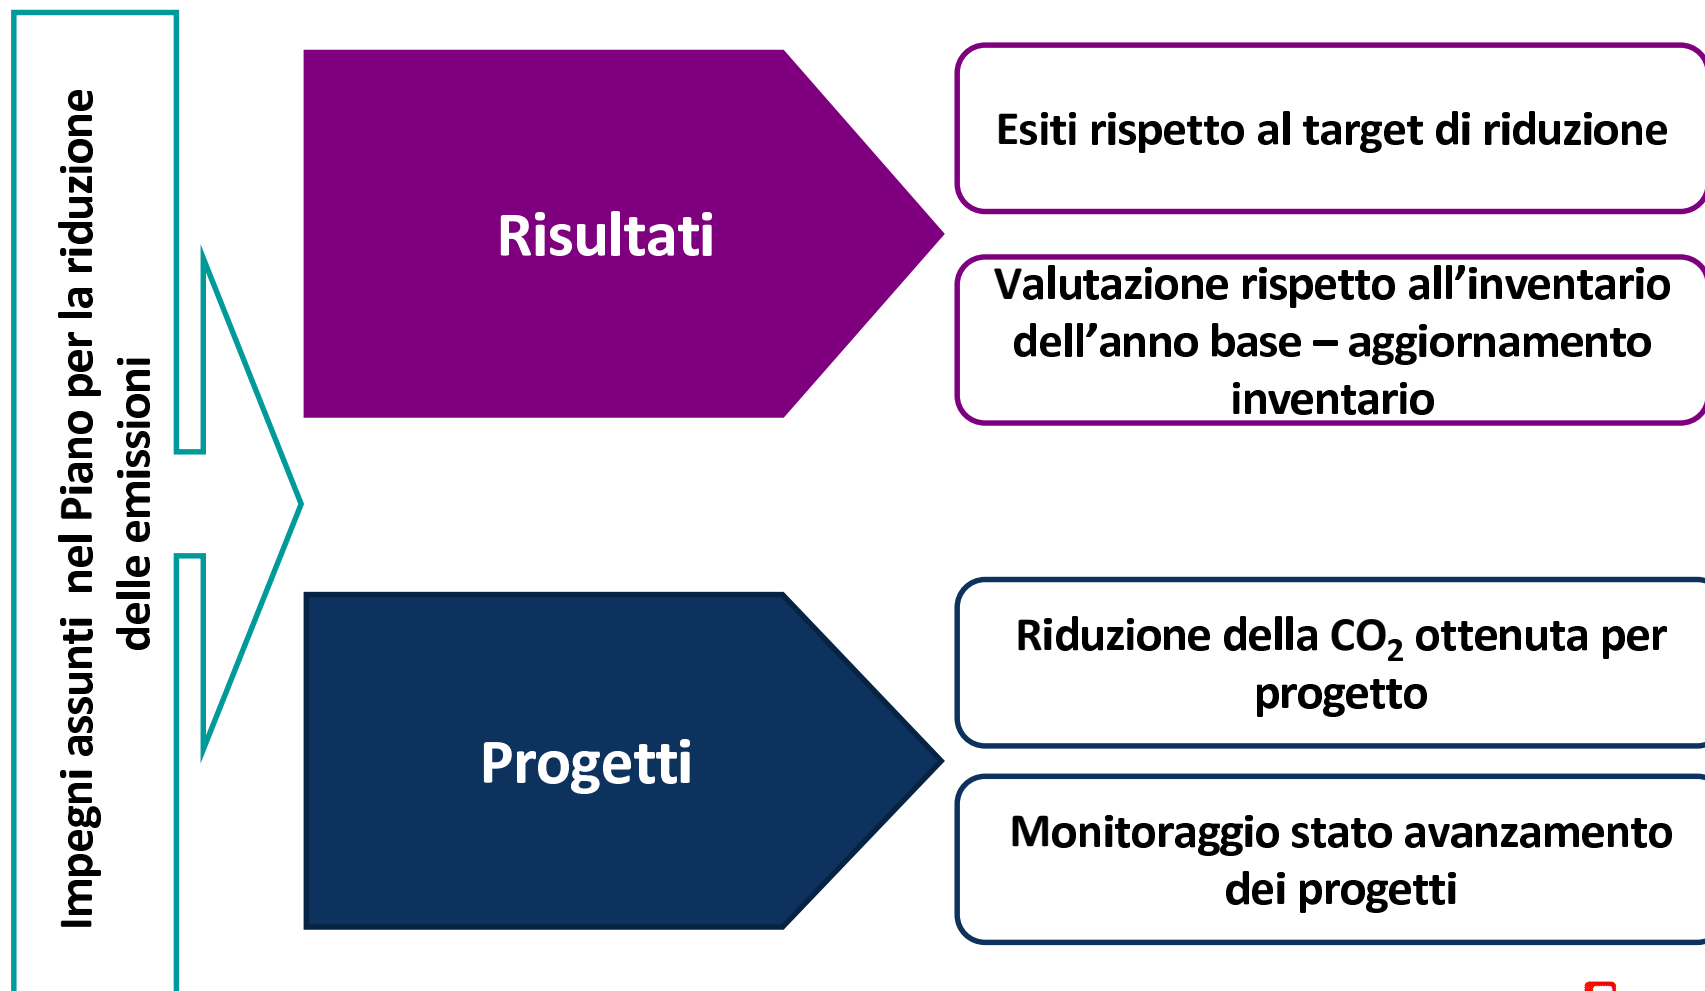 Impegni assunti nel Piano per la riduzione
delle emissioni
Risultati
Esiti rispetto al target di riduzione
Valutazione rispetto all’inventario
dell’anno base – aggiornamento
inventario
Progetti
Riduzione della CO₂ ottenuta per
progetto
Monitoraggio stato avanzamento
dei progetti